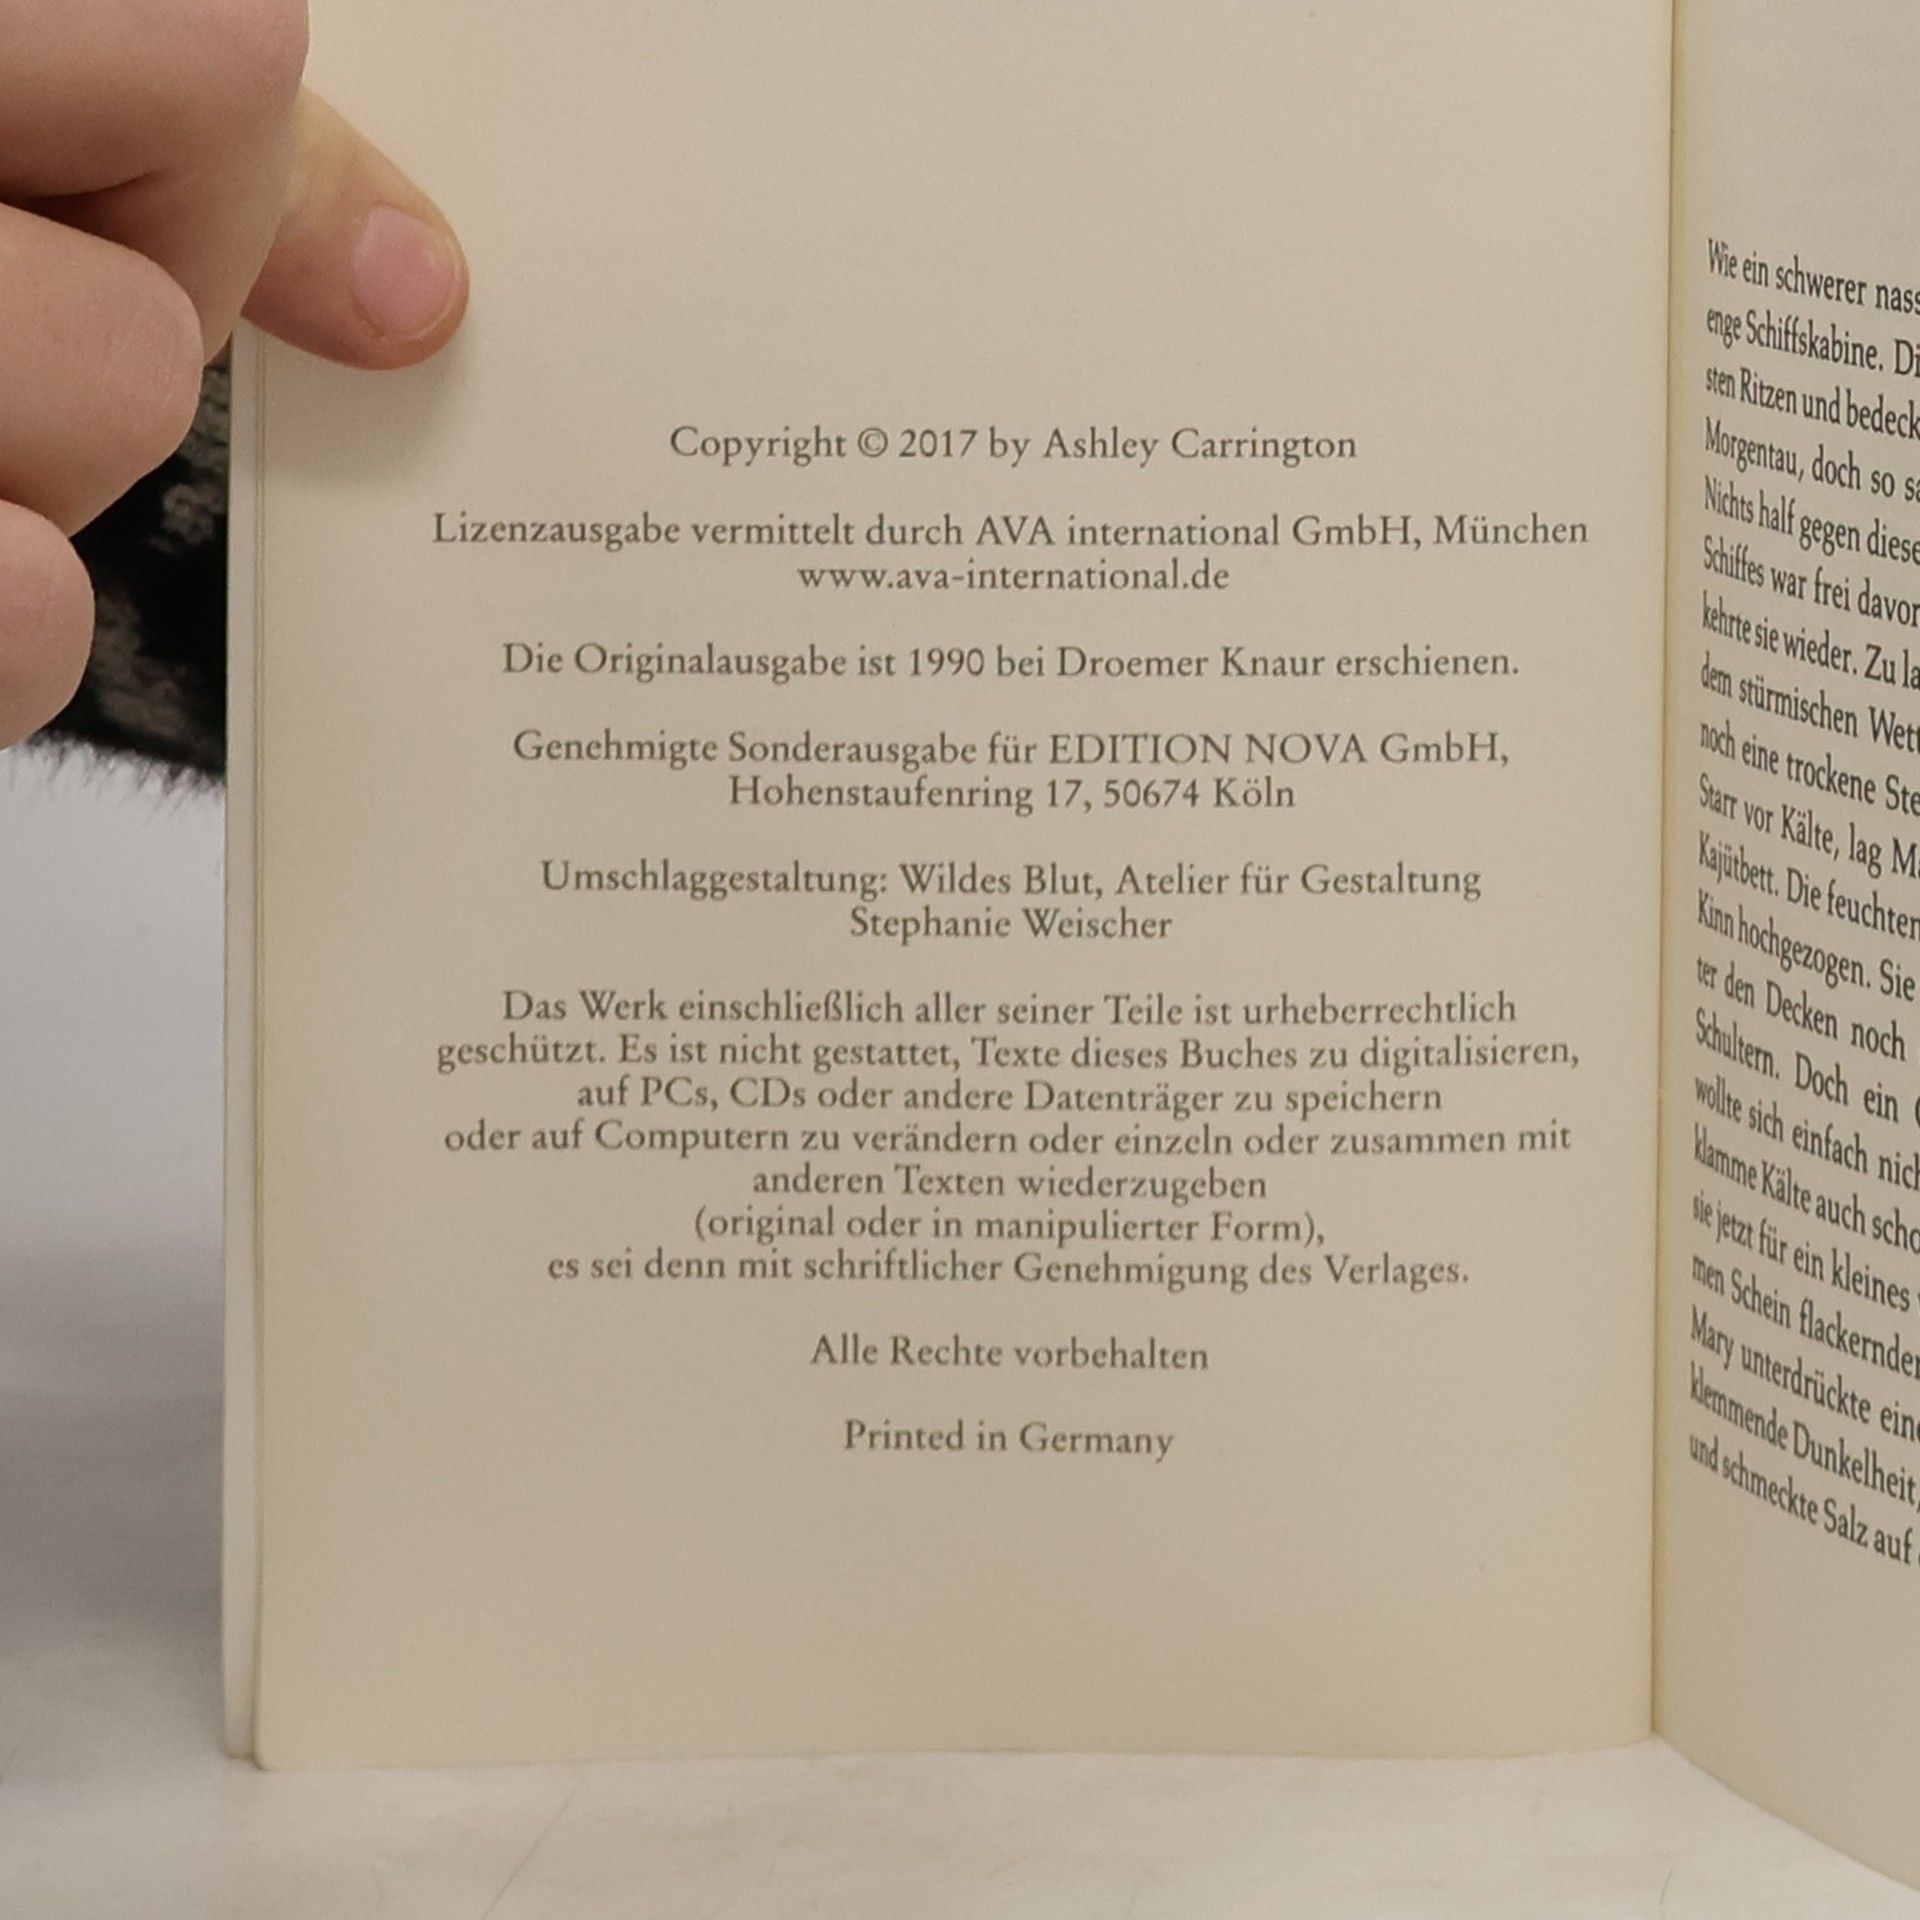 Copyright © 2017 by Ashley Carrington
Lizenzausgabe vermittelt durch AVA international GmbH, München
www.ava-international.de
Die Originalausgabe ist 1990 bei Droemer Knaur erschienen.
Genehmigte Sonderausgabe für EDITION NOVA GmbH,
Hohenstaufenring 17, 50674 Köln
Umschlaggestaltung: Wildes Blut, Atelier für Gestaltung
Stephanie Weischer
Das Werk einschließlich aller seiner Teile ist urheberrechtlich
geschützt. Es ist nicht gestattet, Texte dieses Buches zu digitalisieren,
auf PCs, CDs oder andere Datenträger zu speichern
oder auf Computern zu verändern oder einzeln oder zusammen mit
anderen Texten wiederzugeben
(original oder in manipulierter Form),
es sei denn mit schriftlicher Genehmigung des Verlages.
Alle Rechte vorbehalten
Printed in Germany
Wie ein schwerer
enge Schiffskabine.
sten Ritzen und
Morgentau, doch so
Nichts half gegen
Schiffes war frei
kehrte sie wieder. Zu
dem stürmischen
noch eine trockene
Starr vor Kälte, lag
Kajütbett. Die
Kinn hochgezogen. Sie
ter den Decken noch
Schultern. Doch ein
wollte sich einfach
klamme Kälte auch
sie jetzt für ein kleines
men Schein
Mary unterdrückte
klemmende Dunkelheit,
und schmeckte Salz auf